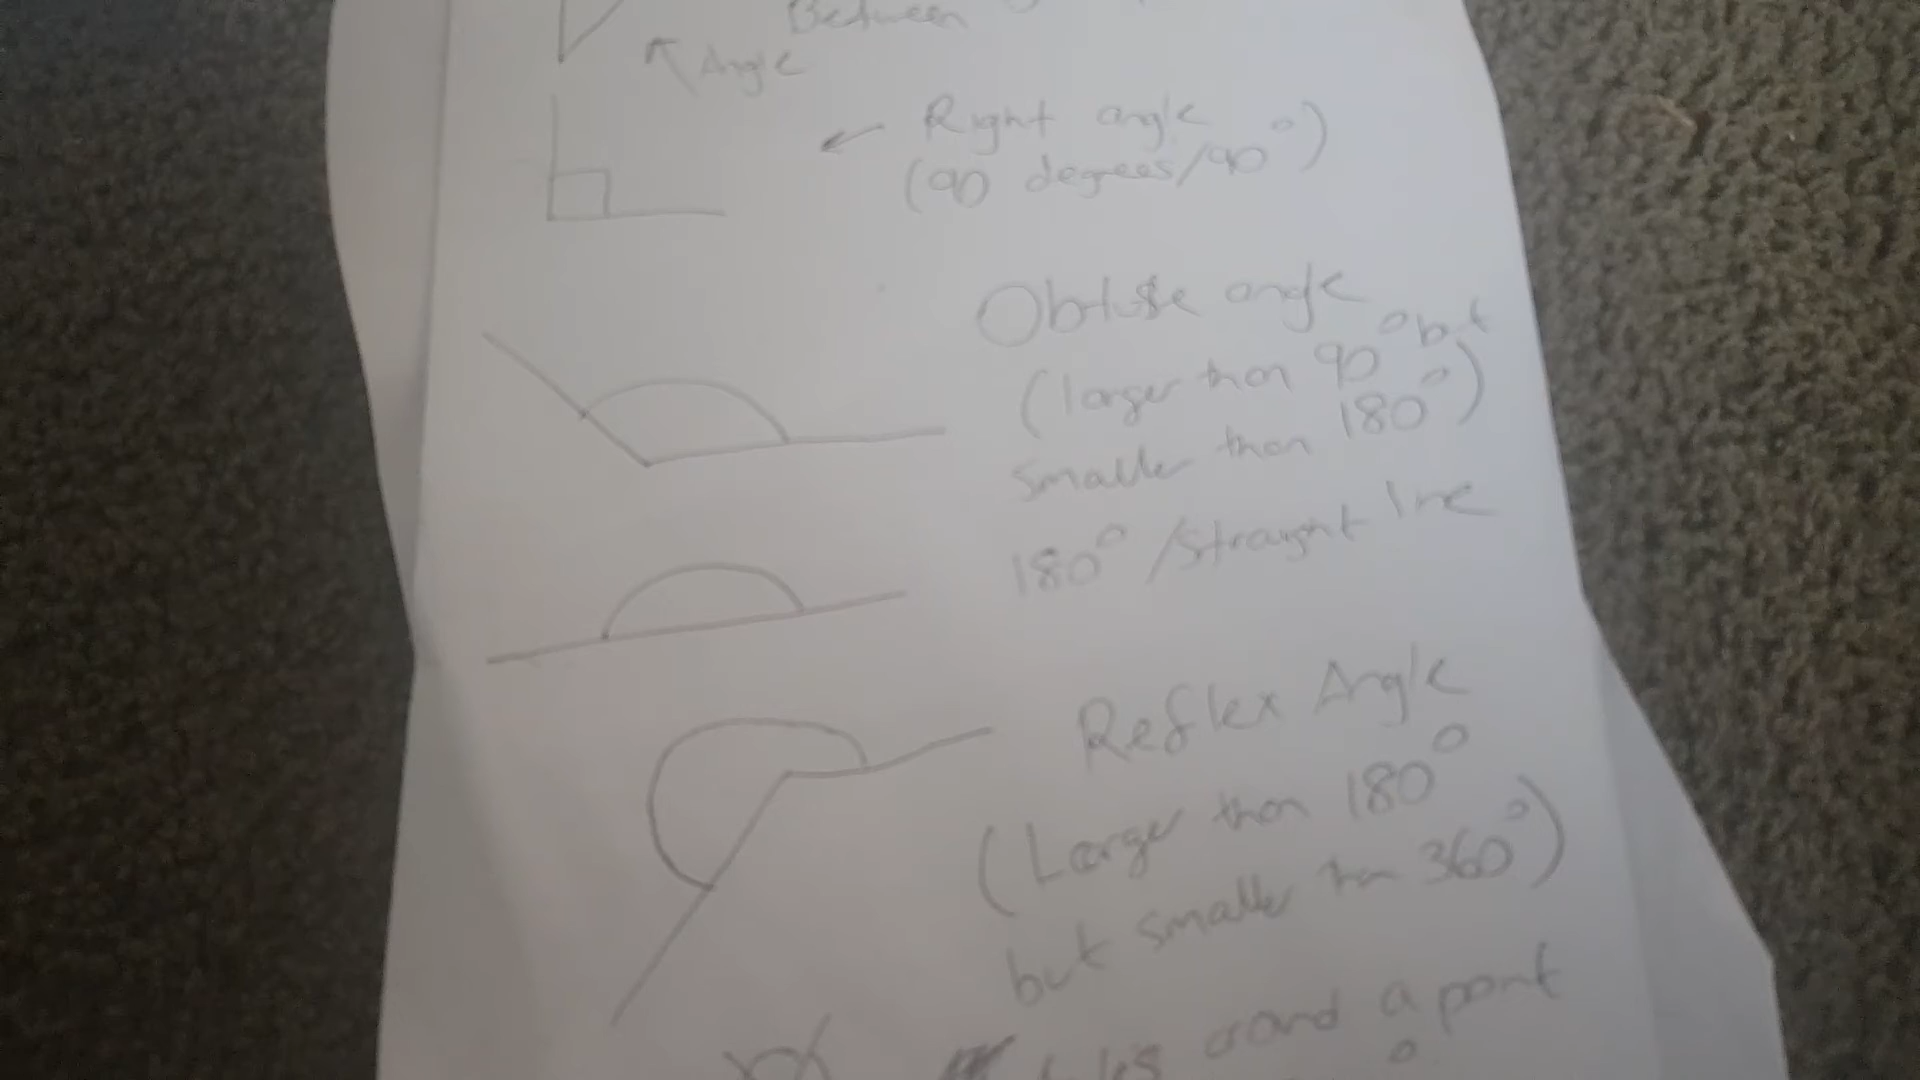 Between
Angle
Right angle
(90 degrees/90°)
Obtuse angle
(larger than 90° but
smaller than 180°)
180°/straight line
Reflex Angle
(Larger than 180°
but smaller than 360°)
around a point